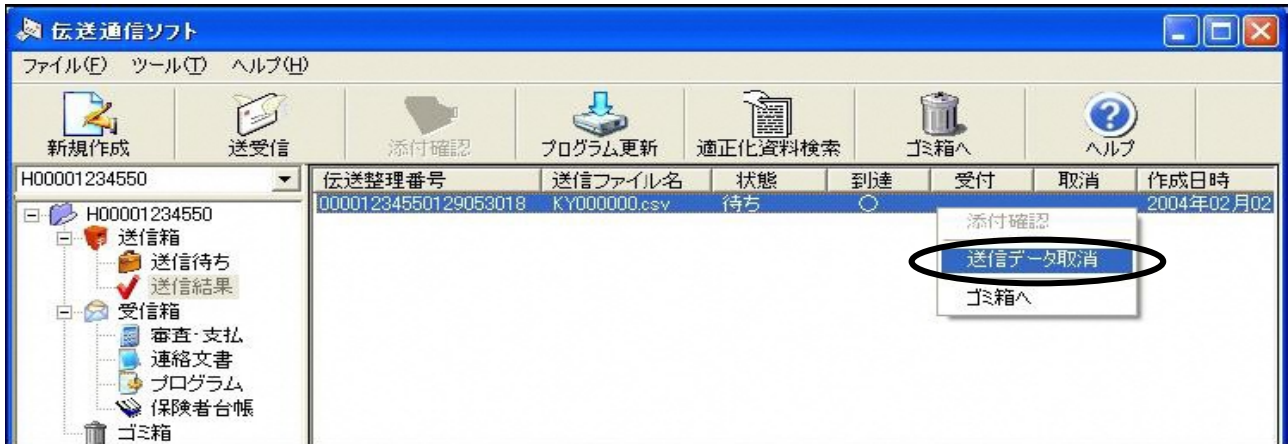 伝送通信ソフト
ファイル(F) ツール(T) ヘルプ(H)
新規作成 送受信 添付確認 プログラム更新 適正化資料検索 ゴミ箱へ ヘルプ
H00001234550
伝送整理番号 送信ファイル名 状態 到達 受付 取消 作成日時
00001234550129053018 KY000000.csv 待ち ○ 2004年02月02
H00001234550
送信箱
送信待ち
送信結果
受信箱
審査・支払
連絡文書
プログラム
保険者台帳
ゴミ箱
添付確認
送信データ取消
ゴミ箱へ